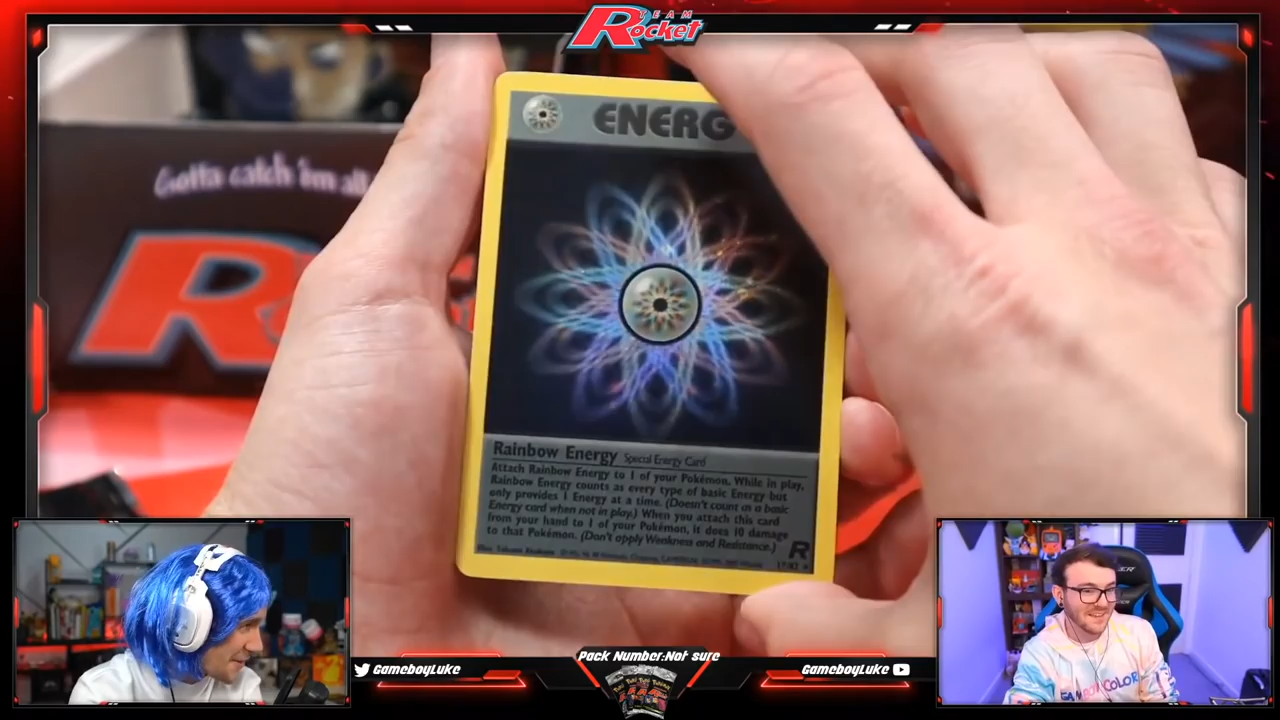 TEAM
Rocket
Gotta catch 'im all
R
ENERG
Rainbow Energy Special Energy Card
Attach Rainbow Energy to 1 of your Pokémon. While in play,
Rainbow Energy counts as every type of basic Energy but
only provides 1 Energy at a time. (Doesn't count as a basic
Energy card when not in play.) When you attach this card
from your hand to 1 of your Pokémon, it does 10 damage
to that Pokémon. (Don't apply Weakness and Resistance.)
R
17/82
Pack Number:Not sure
GameboyLuke
GameboyLuke